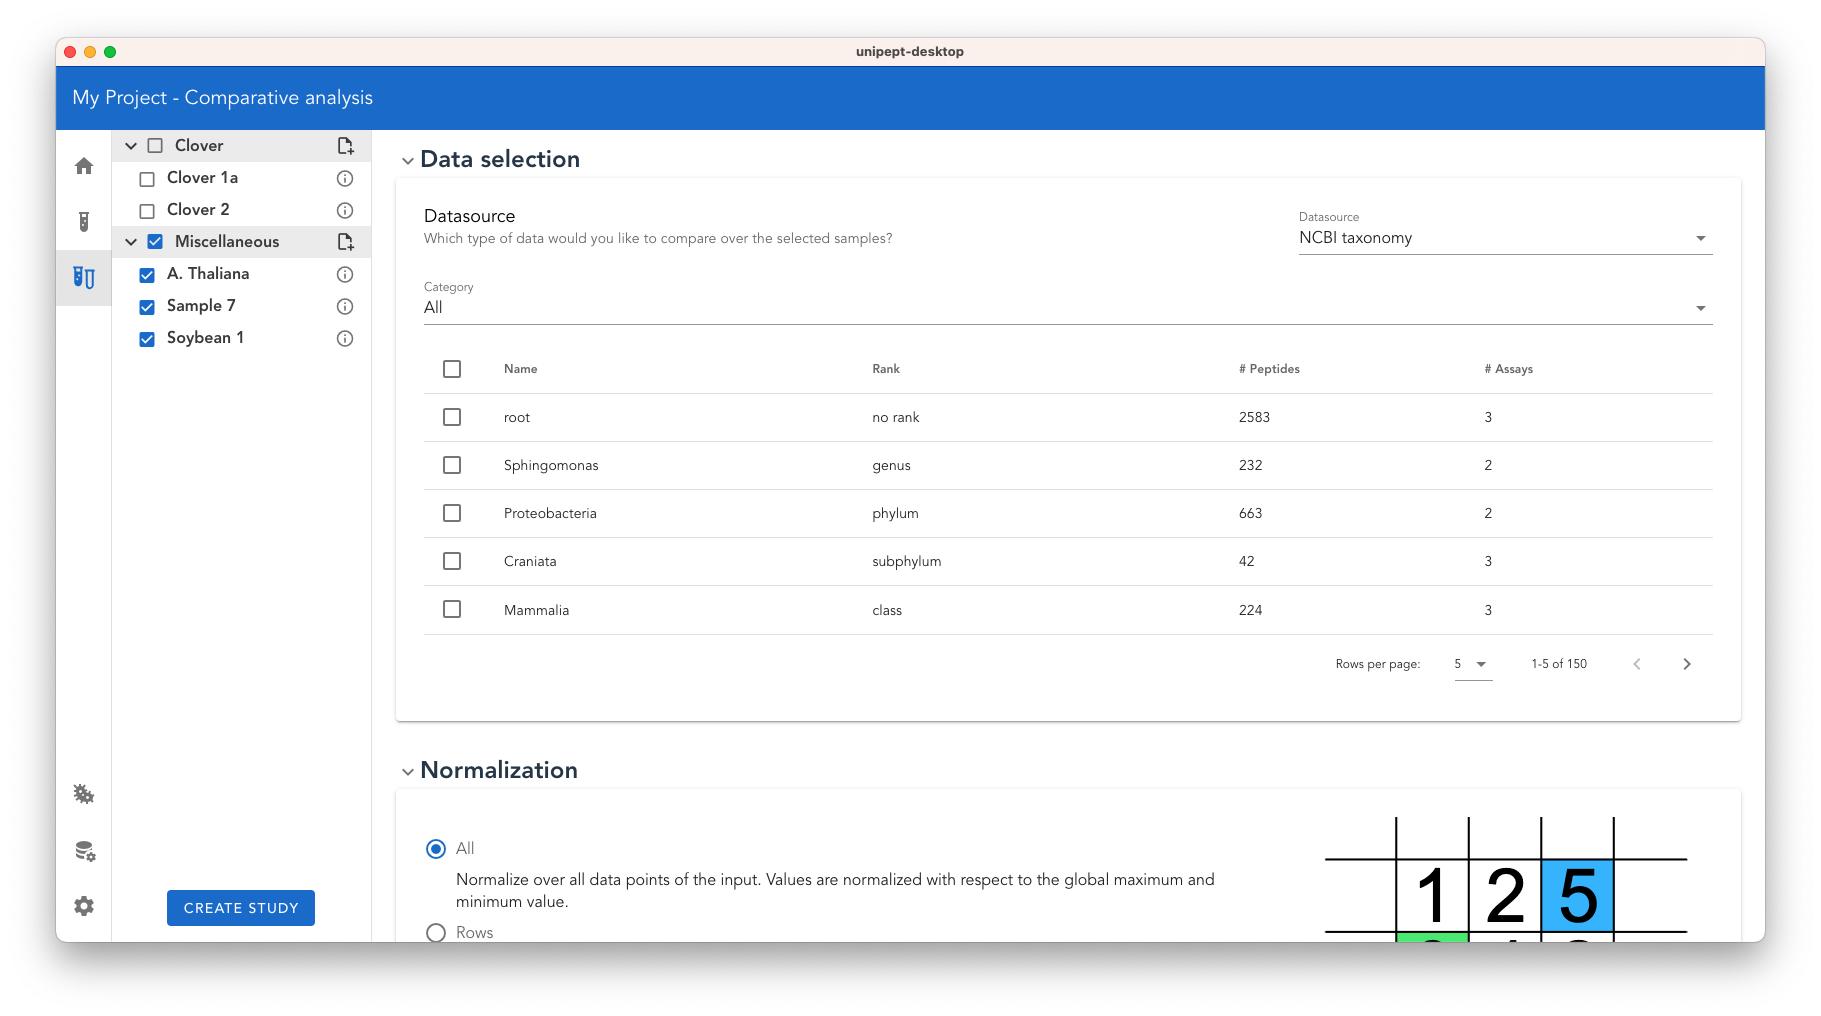 unipept-desktop
My Project - Comparative analysis
Clover
Clover 1a
Clover 2
Miscellaneous
A. Thaliana
Sample 7
Soybean 1
CREATE STUDY
Data selection
Datasource
Which type of data would you like to compare over the selected samples?
Datasource
NCBI taxonomy
Category
All
Name Rank # Peptides # Assays
root no rank 2583 3
Sphingomonas genus 232 2
Proteobacteria phylum 663 2
Craniata subphylum 42 3
Mammalia class 224 3
Rows per page: 5 1-5 of 150
Normalization
All
Normalize over all data points of the input. Values are normalized with respect to the global maximum and
minimum value.
Rows
1 2 5